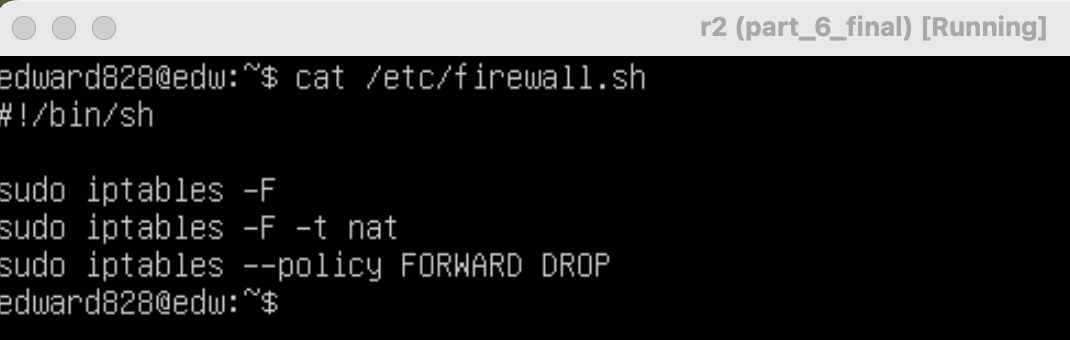 r2 (part_6_final) [Running]
edward828@edw:~$ cat /etc/firewall.sh
#!/bin/sh
sudo iptables -F
sudo iptables -F -t nat
sudo iptables --policy FORWARD DROP
edward828@edw:~$